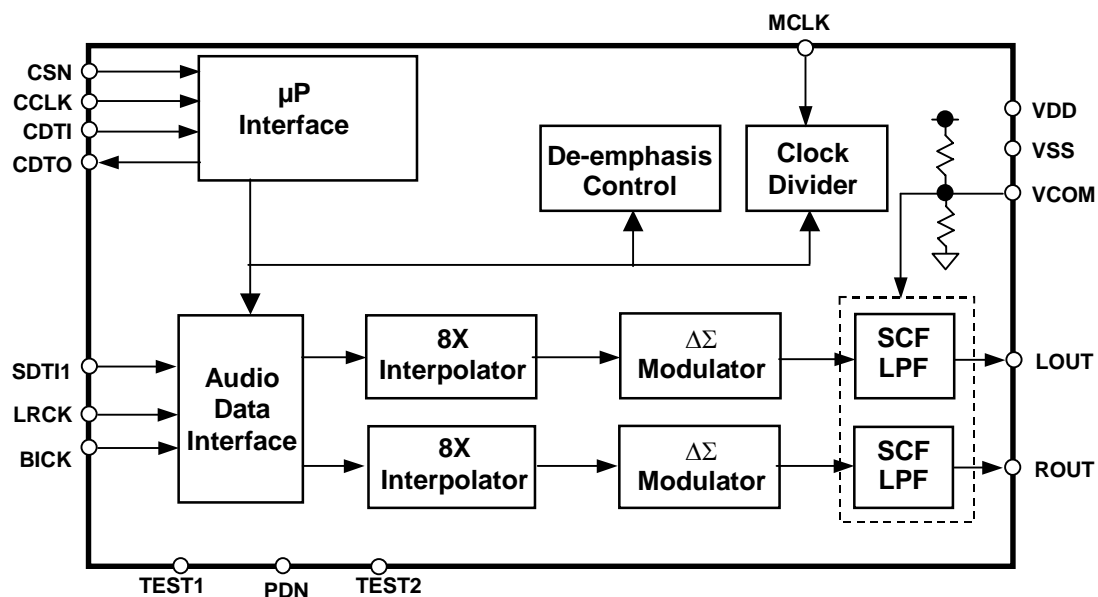 MCLK
CSN
CCLK
CDTI
CDTO
µP
Interface
De-emphasis
Control
Clock
Divider
VDD
VSS
VCOM
SDTI1
LRCK
BICK
Audio
Data
Interface
8X
Interpolator
ΔΣ
Modulator
SCF
LPF
LOUT
8X
Interpolator
ΔΣ
Modulator
SCF
LPF
ROUT
TEST1
PDN
TEST2